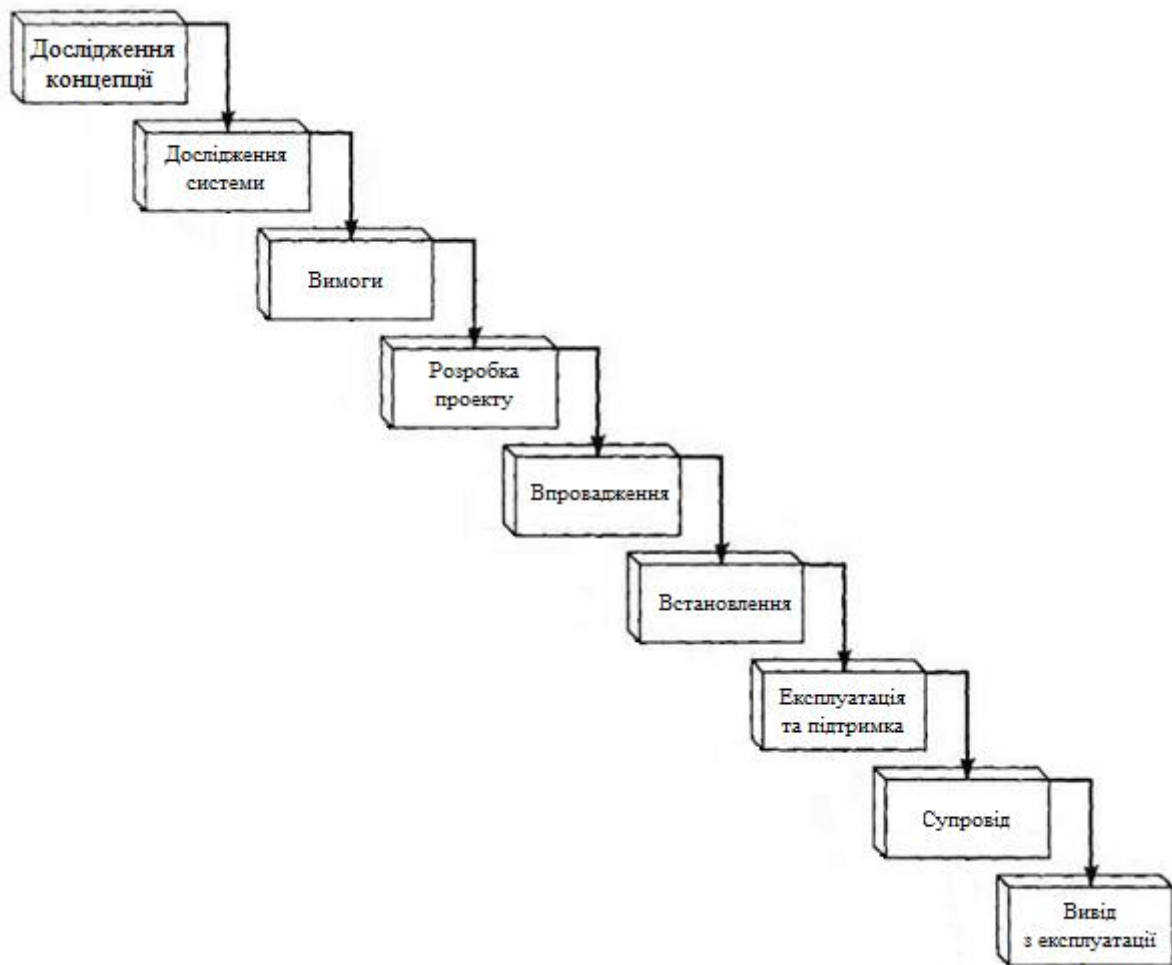 Дослідження
концепції
Дослідження
системи
Вимоги
Розробка
проекту
Впровадження
Встановлення
Експлуатація
та підтримка
Супровід
Вивід
з експлуатації